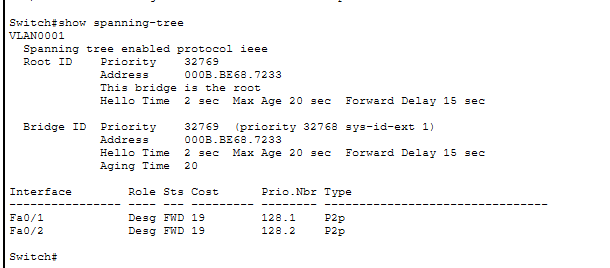 Switch#show spanning-tree
VLAN0001
  Spanning tree enabled protocol ieee
  Root ID    Priority    32769
             Address     000B.BE68.7233
             This bridge is the root
             Hello Time  2 sec  Max Age 20 sec  Forward Delay 15 sec
  Bridge ID  Priority    32769  (priority 32768 sys-id-ext 1)
             Address     000B.BE68.7233
             Hello Time  2 sec  Max Age 20 sec  Forward Delay 15 sec
             Aging Time  20
Interface        Role Sts Cost      Prio.Nbr Type
---------------- ---- --- --------- -------- --------------------------------
Fa0/1            Desg FWD 19        128.1    P2p
Fa0/2            Desg FWD 19        128.2    P2p
Switch#